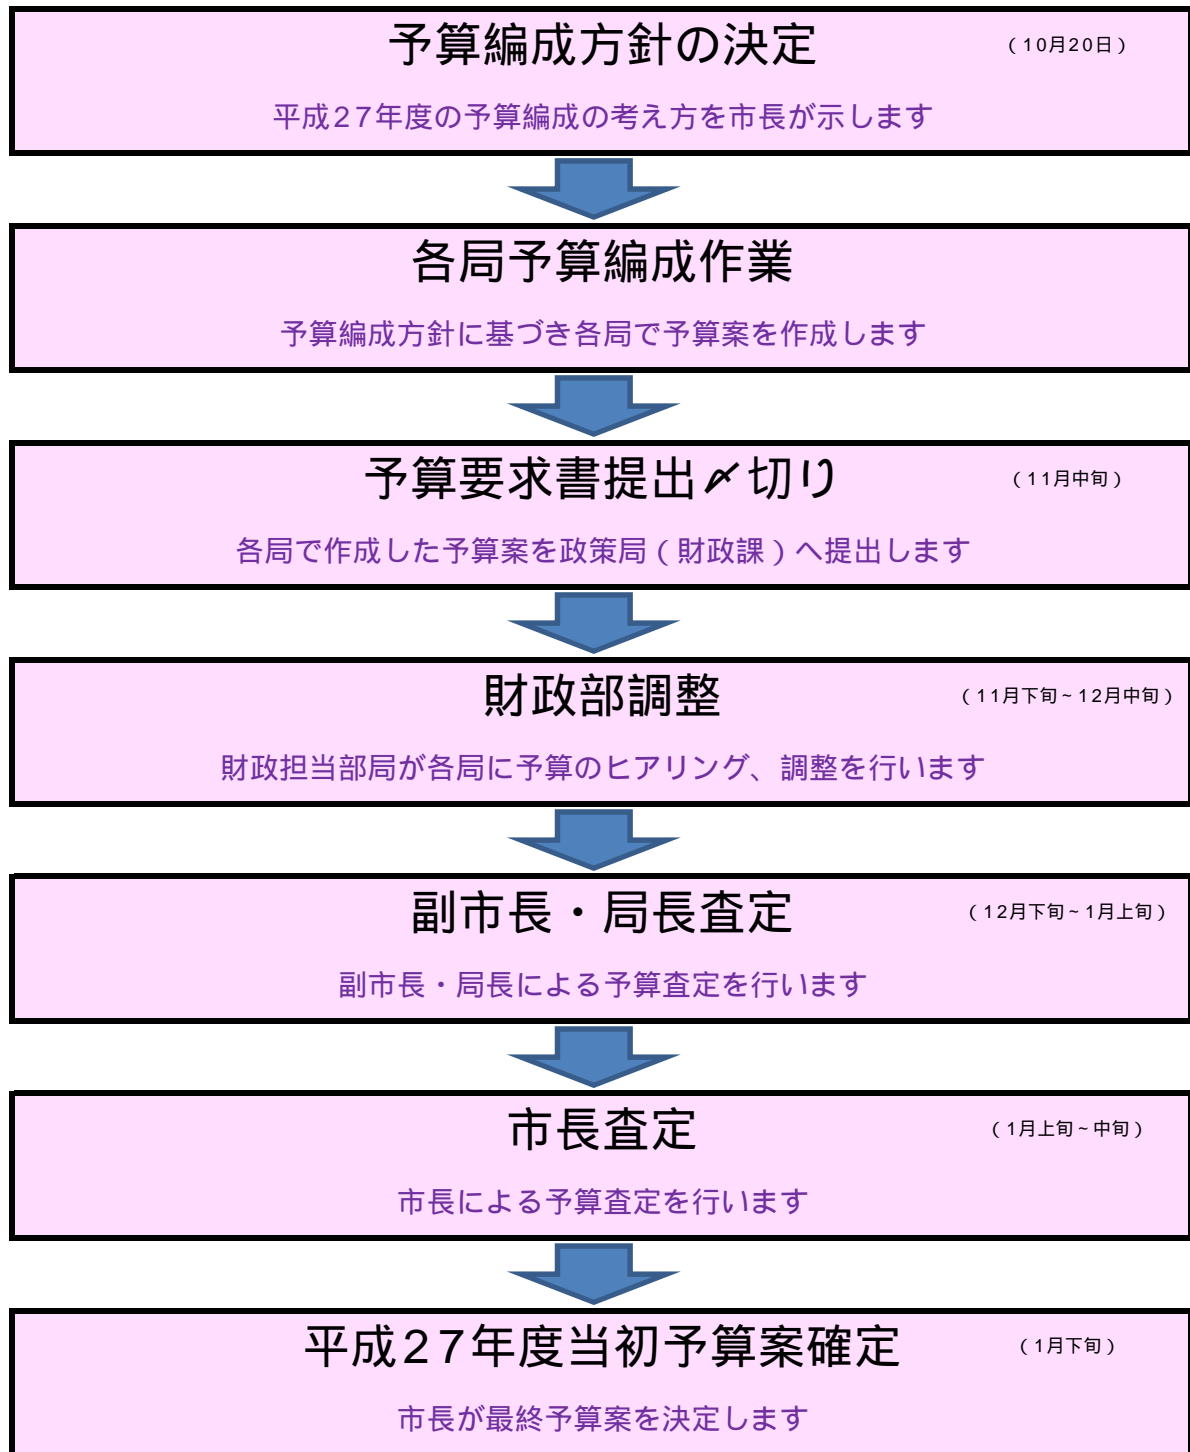 予算編成方針の決定 (10月20日)
平成27年度の予算編成の考え方を市長が示します
各局予算編成作業
予算編成方針に基づき各局で予算案を作成します
予算要求書提出〆切り (11月中旬)
各局で作成した予算案を政策局(財政課)へ提出します
財政部調整 (11月下旬~12月中旬)
財政担当部局が各局に予算のヒアリング、調整を行います
副市長・局長査定 (12月下旬~1月上旬)
副市長・局長による予算査定を行います
市長査定 (1月上旬~中旬)
市長による予算査定を行います
平成27年度当初予算案確定 (1月下旬)
市長が最終予算案を決定します